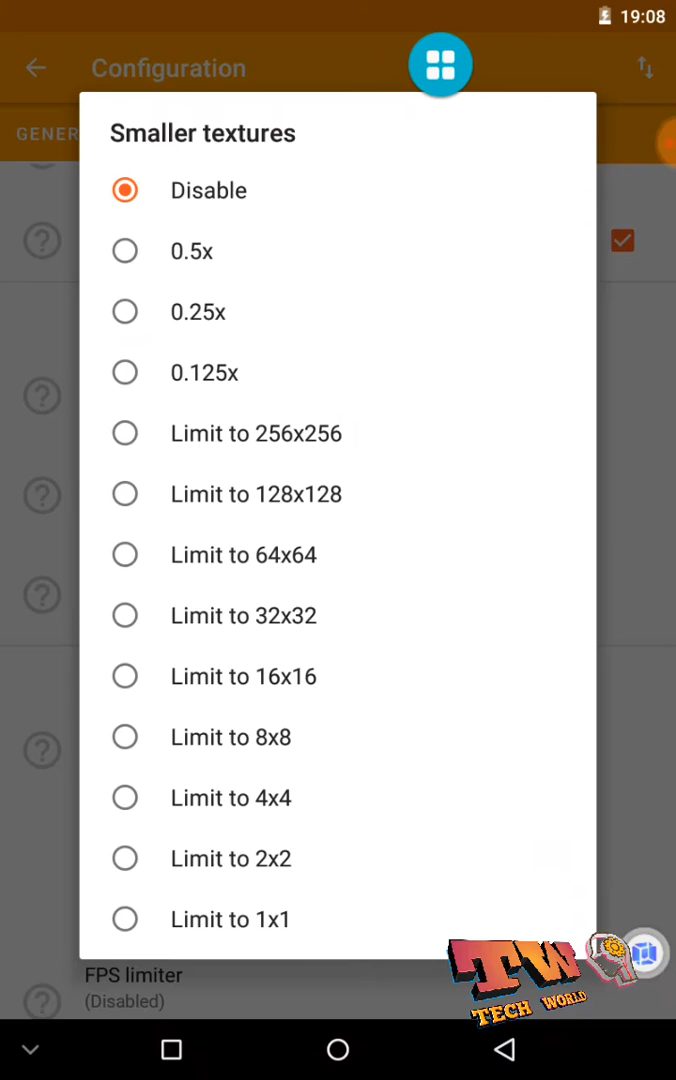 19:08
Configuration
GENER
Smaller textures
Disable
0.5x
0.25x
0.125x
Limit to 256x256
Limit to 128x128
Limit to 64x64
Limit to 32x32
Limit to 16x16
Limit to 8x8
Limit to 4x4
Limit to 2x2
Limit to 1x1
FPS limiter
(Disabled)
TW
TECH WORLD